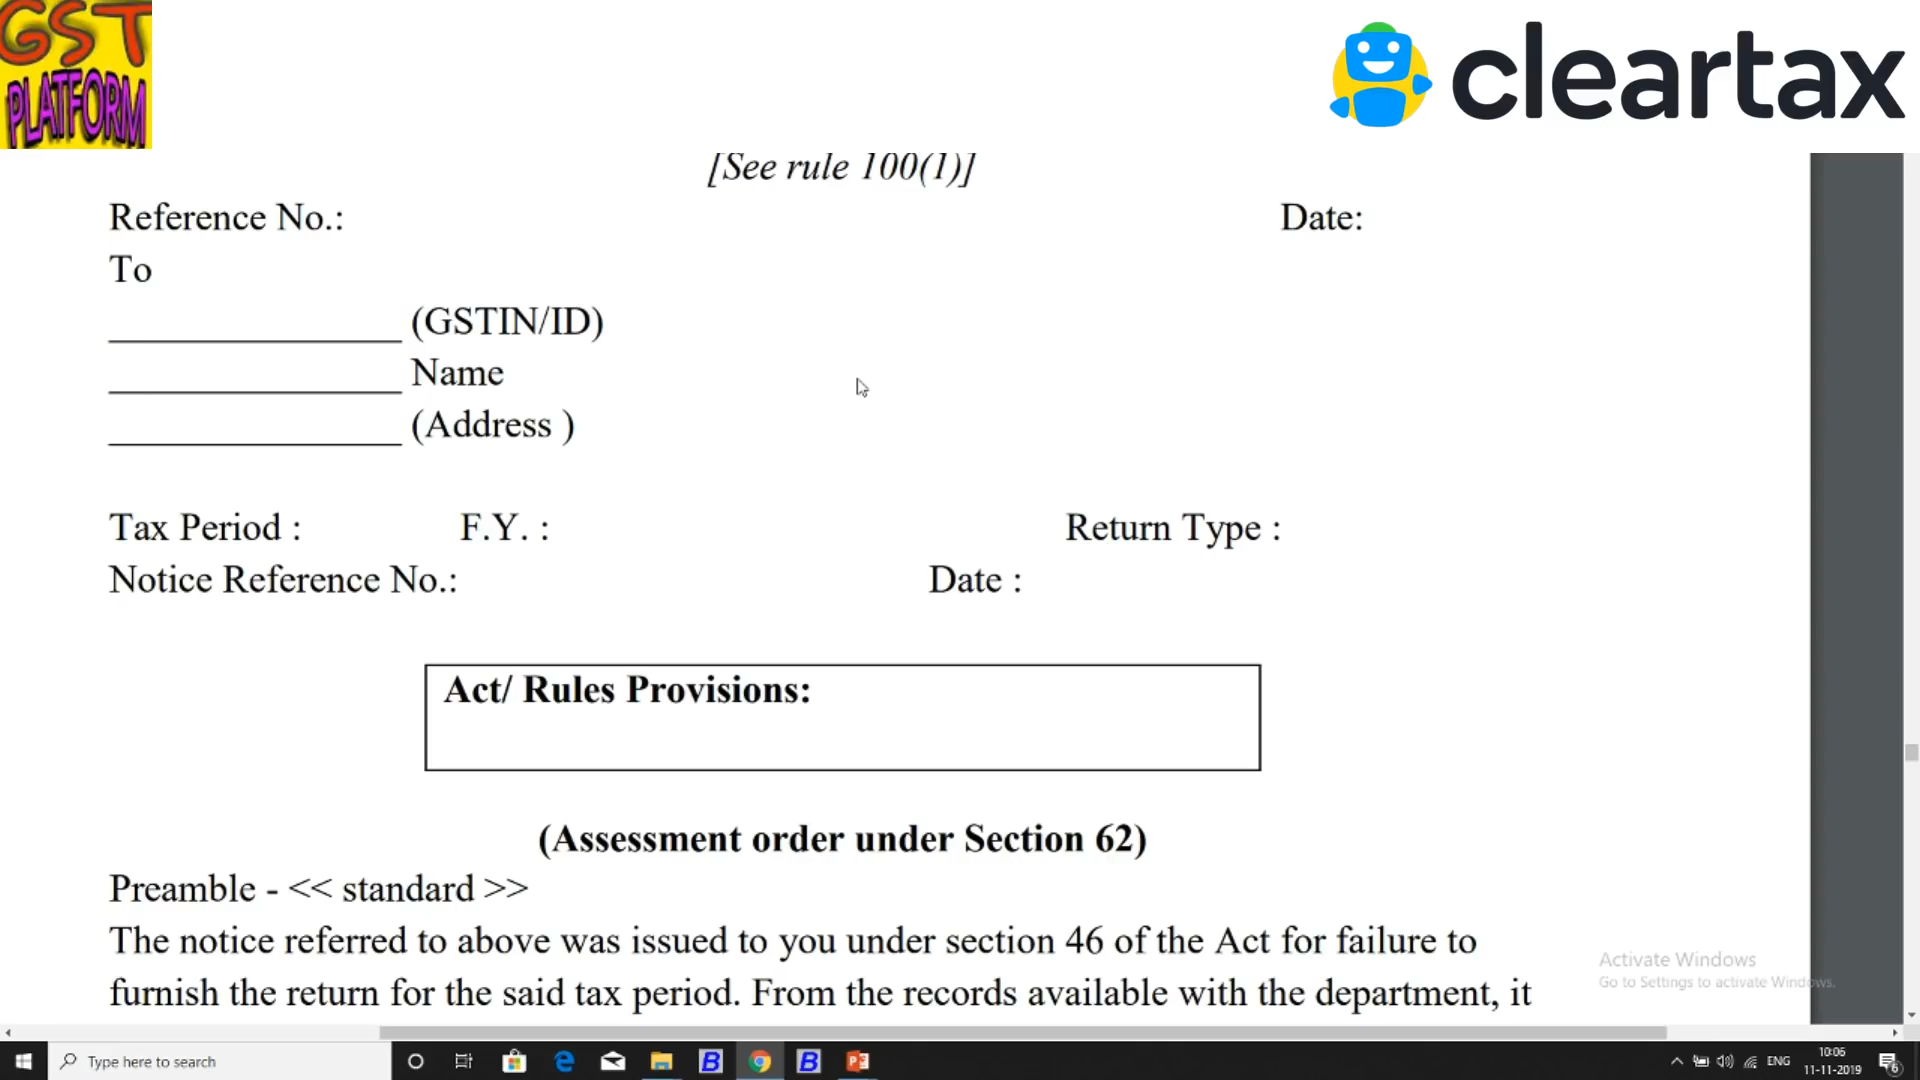 GST
PLATFORM
cleartax
[See rule 100(1)]
Reference No.: Date:
To
______________ (GSTIN/ID)
______________ Name
______________ (Address )
Tax Period : F.Y. : Return Type :
Notice Reference No.: Date :
Act/ Rules Provisions:
(Assessment order under Section 62)
Preamble - << standard >>
The notice referred to above was issued to you under section 46 of the Act for failure to
furnish the return for the said tax period. From the records available with the department, it
Activate Windows
Go to Settings to activate Windows.
Type here to search
ENG
10:06
11-11-2019
6